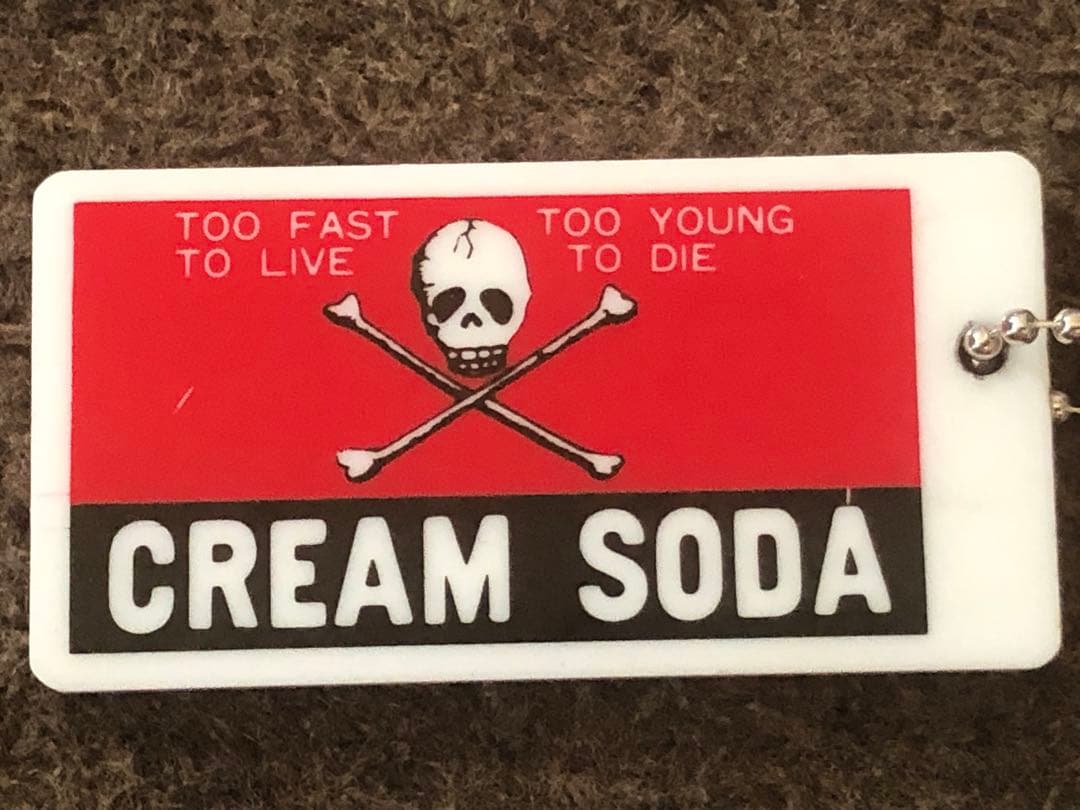 TOO FAST
TO LIVE
TOO YOUNG
TO DIE
CREAM SODA